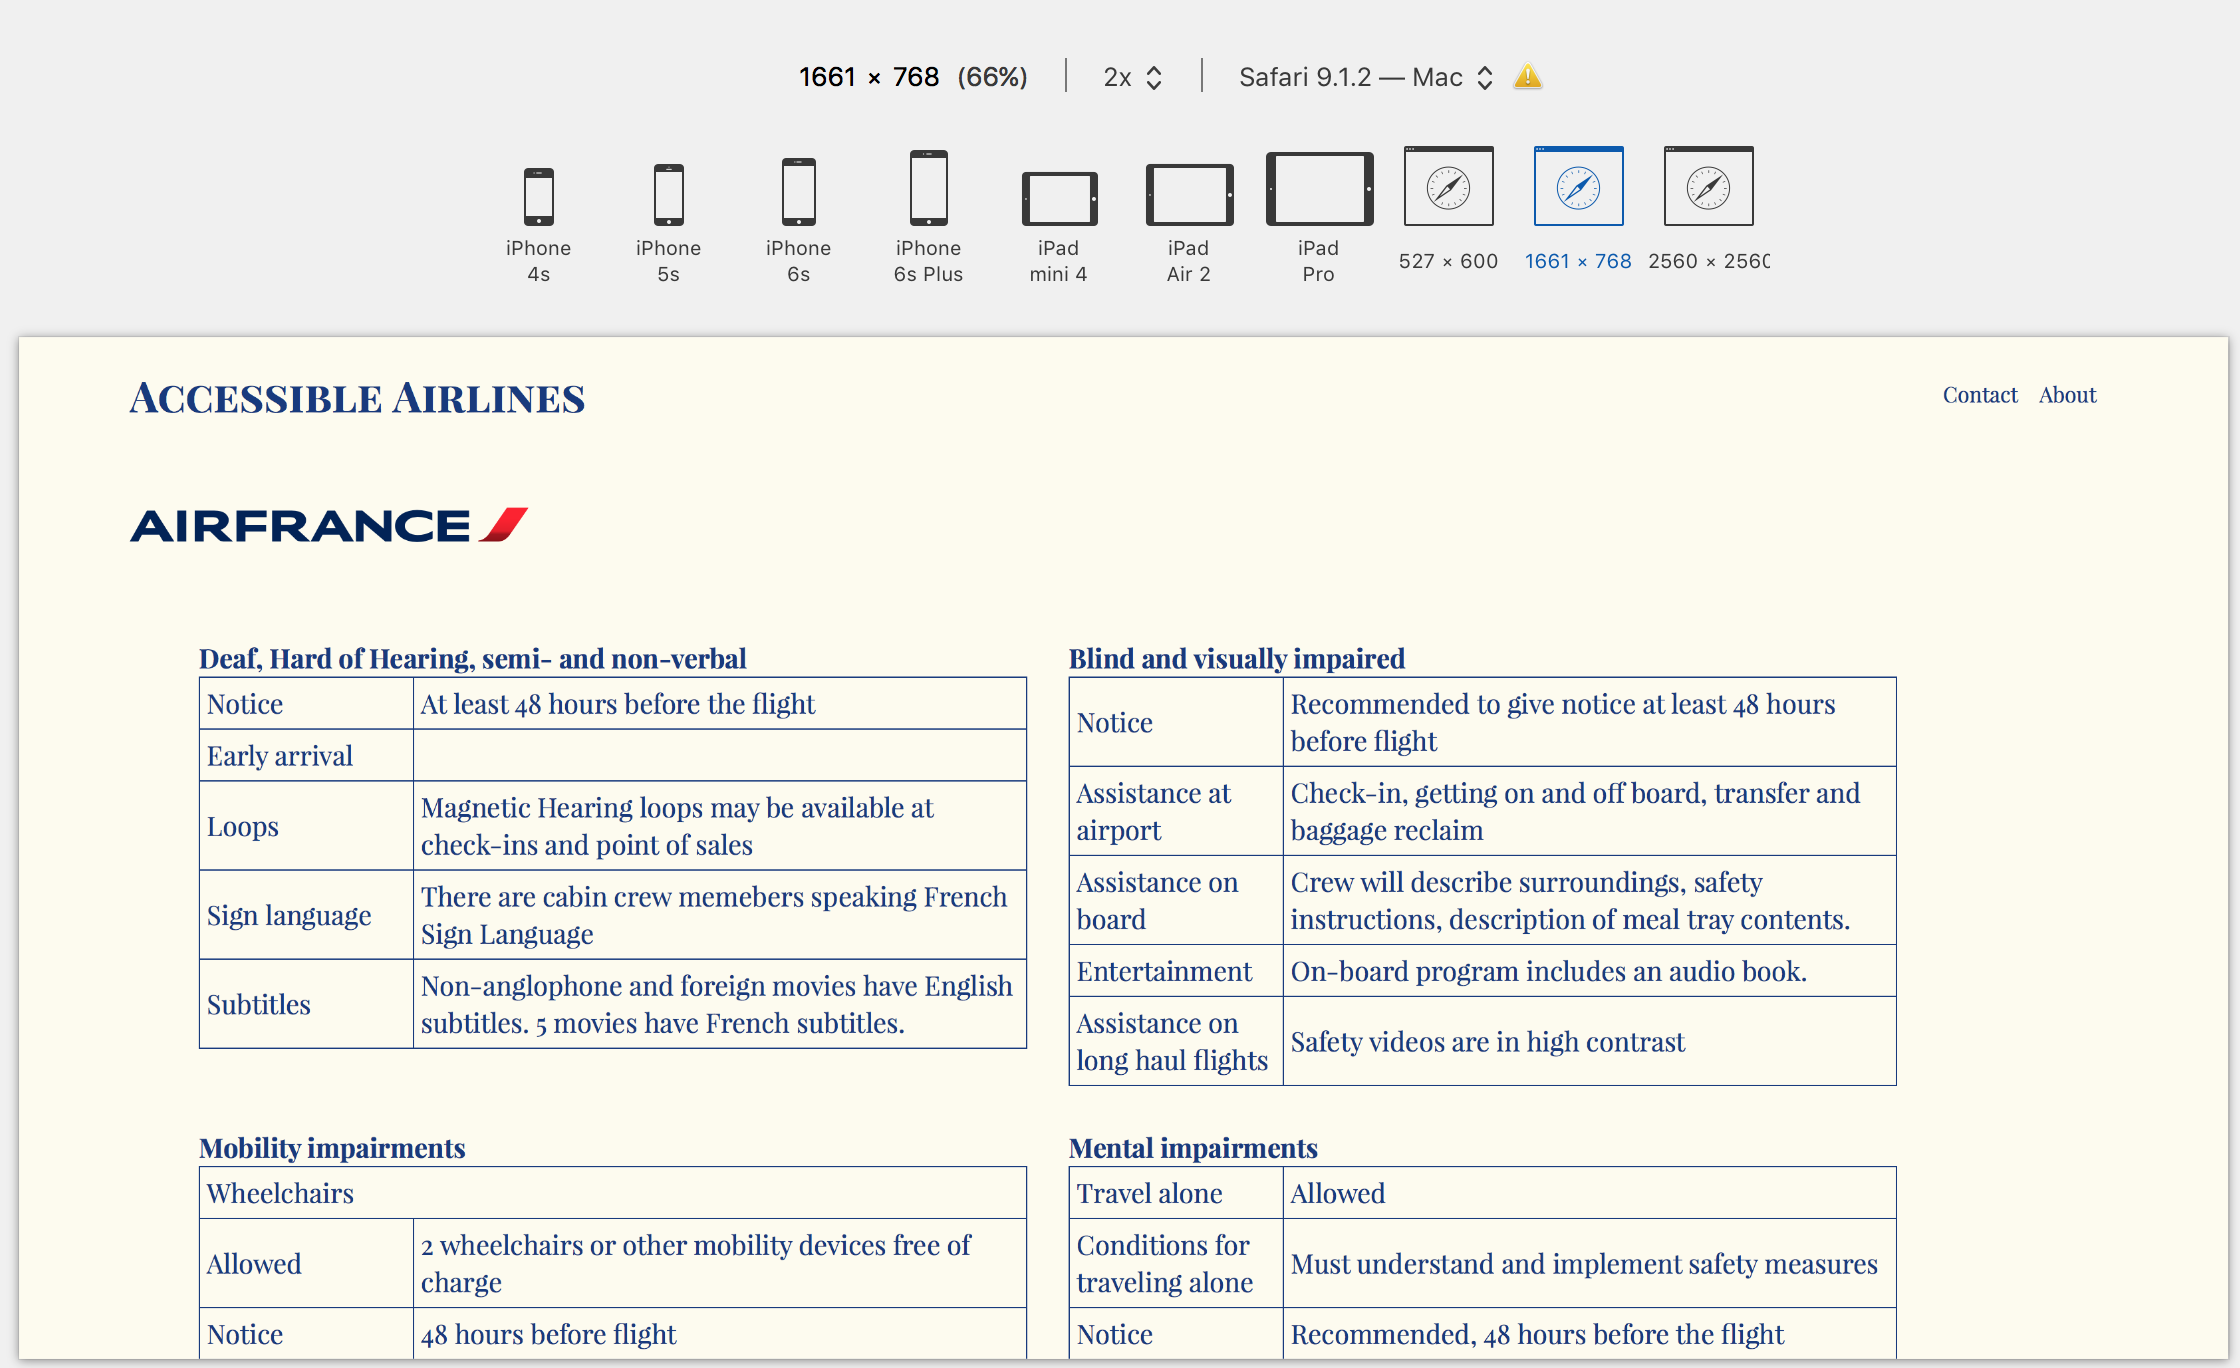 1661 × 768 (66%) 2x Safari 9.1.2 — Mac
iPhone 4s
iPhone 5s
iPhone 6s
iPhone 6s Plus
iPad mini 4
iPad Air 2
iPad Pro
527 × 600
1661 × 768
2560 × 2560
ACCESSIBLE AIRLINES
Contact About
AIRFRANCE
Deaf, Hard of Hearing, semi- and non-verbal
Notice
At least 48 hours before the flight
Early arrival
Loops
Magnetic Hearing loops may be available at
check-ins and point of sales
Sign language
There are cabin crew memebers speaking French
Sign Language
Subtitles
Non-anglophone and foreign movies have English
subtitles. 5 movies have French subtitles.
Blind and visually impaired
Notice
Recommended to give notice at least 48 hours
before flight
Assistance at
airport
Check-in, getting on and off board, transfer and
baggage reclaim
Assistance on
board
Crew will describe surroundings, safety
instructions, description of meal tray contents.
Entertainment
On-board program includes an audio book.
Assistance on
long haul flights
Safety videos are in high contrast
Mobility impairments
Wheelchairs
Allowed
2 wheelchairs or other mobility devices free of
charge
Notice
48 hours before flight
Mental impairments
Travel alone
Allowed
Conditions for
traveling alone
Must understand and implement safety measures
Notice
Recommended, 48 hours before the flight